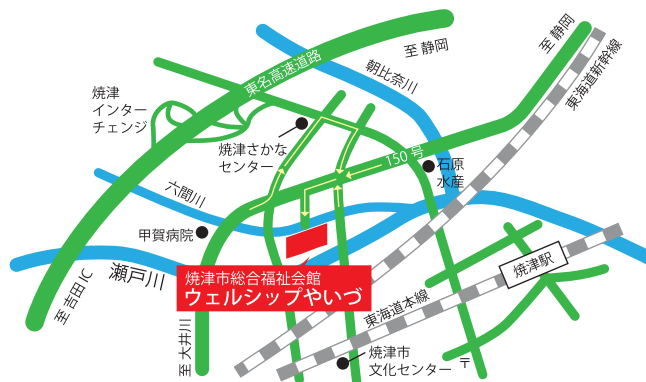 至 静岡
至 静岡
東名高速道路
朝比奈川
東海道新幹線
焼津
インター
チェンジ
焼津さかな
センター
150 号
石原
水産
六間川
甲賀病院
瀬戸川
至 吉田 IC
焼津市総合福祉会館
ウェルシップやいづ
焼津駅
東海道本線
至 大井川
焼津市
文化センター
〒